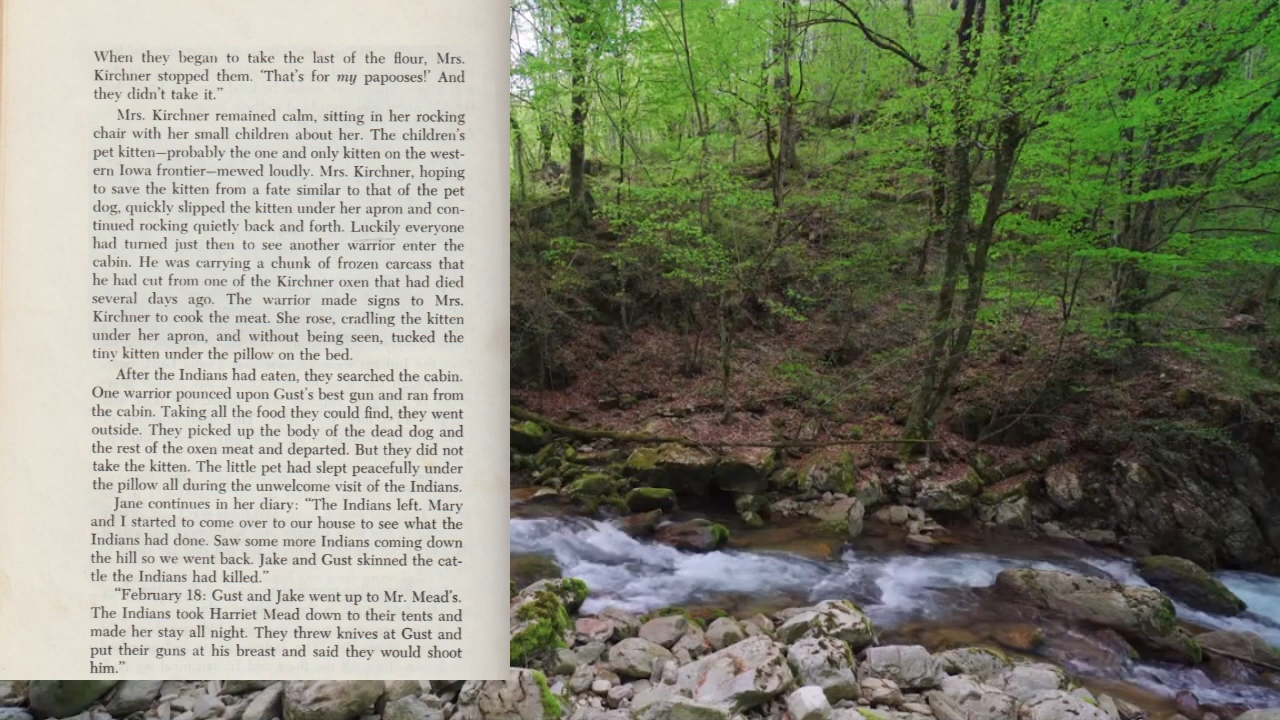 When they began to take the last of the flour, Mrs.
Kirchner stopped them. ‘That’s for my papooses!’ And
they didn’t take it.”
Mrs. Kirchner remained calm, sitting in her rocking
chair with her small children about her. The children’s
pet kitten—probably the one and only kitten on the west-
ern Iowa frontier—mewed loudly. Mrs. Kirchner, hoping
to save the kitten from a fate similar to that of the pet
dog, quickly slipped the kitten under her apron and con-
tinued rocking quietly back and forth. Luckily everyone
had turned just then to see another warrior enter the
cabin. He was carrying a chunk of frozen carcass that
he had cut from one of the Kirchner oxen that had died
several days ago. The warrior made signs to Mrs.
Kirchner to cook the meat. She rose, cradling the kitten
under her apron, and without being seen, tucked the
tiny kitten under the pillow on the bed.
After the Indians had eaten, they searched the cabin.
One warrior pounced upon Gust’s best gun and ran from
the cabin. Taking all the food they could find, they went
outside. They picked up the body of the dead dog and
the rest of the oxen meat and departed. But they did not
take the kitten. The little pet had slept peacefully under
the pillow all during the unwelcome visit of the Indians.
Jane continues in her diary: “The Indians left. Mary
and I started to come over to our house to see what the
Indians had done. Saw some more Indians coming down
the hill so we went back. Jake and Gust skinned the cat-
tle the Indians had killed.”
“February 18: Gust and Jake went up to Mr. Mead’s.
The Indians took Harriet Mead down to their tents and
made her stay all night. They threw knives at Gust and
put their guns at his breast and said they would shoot
him.”